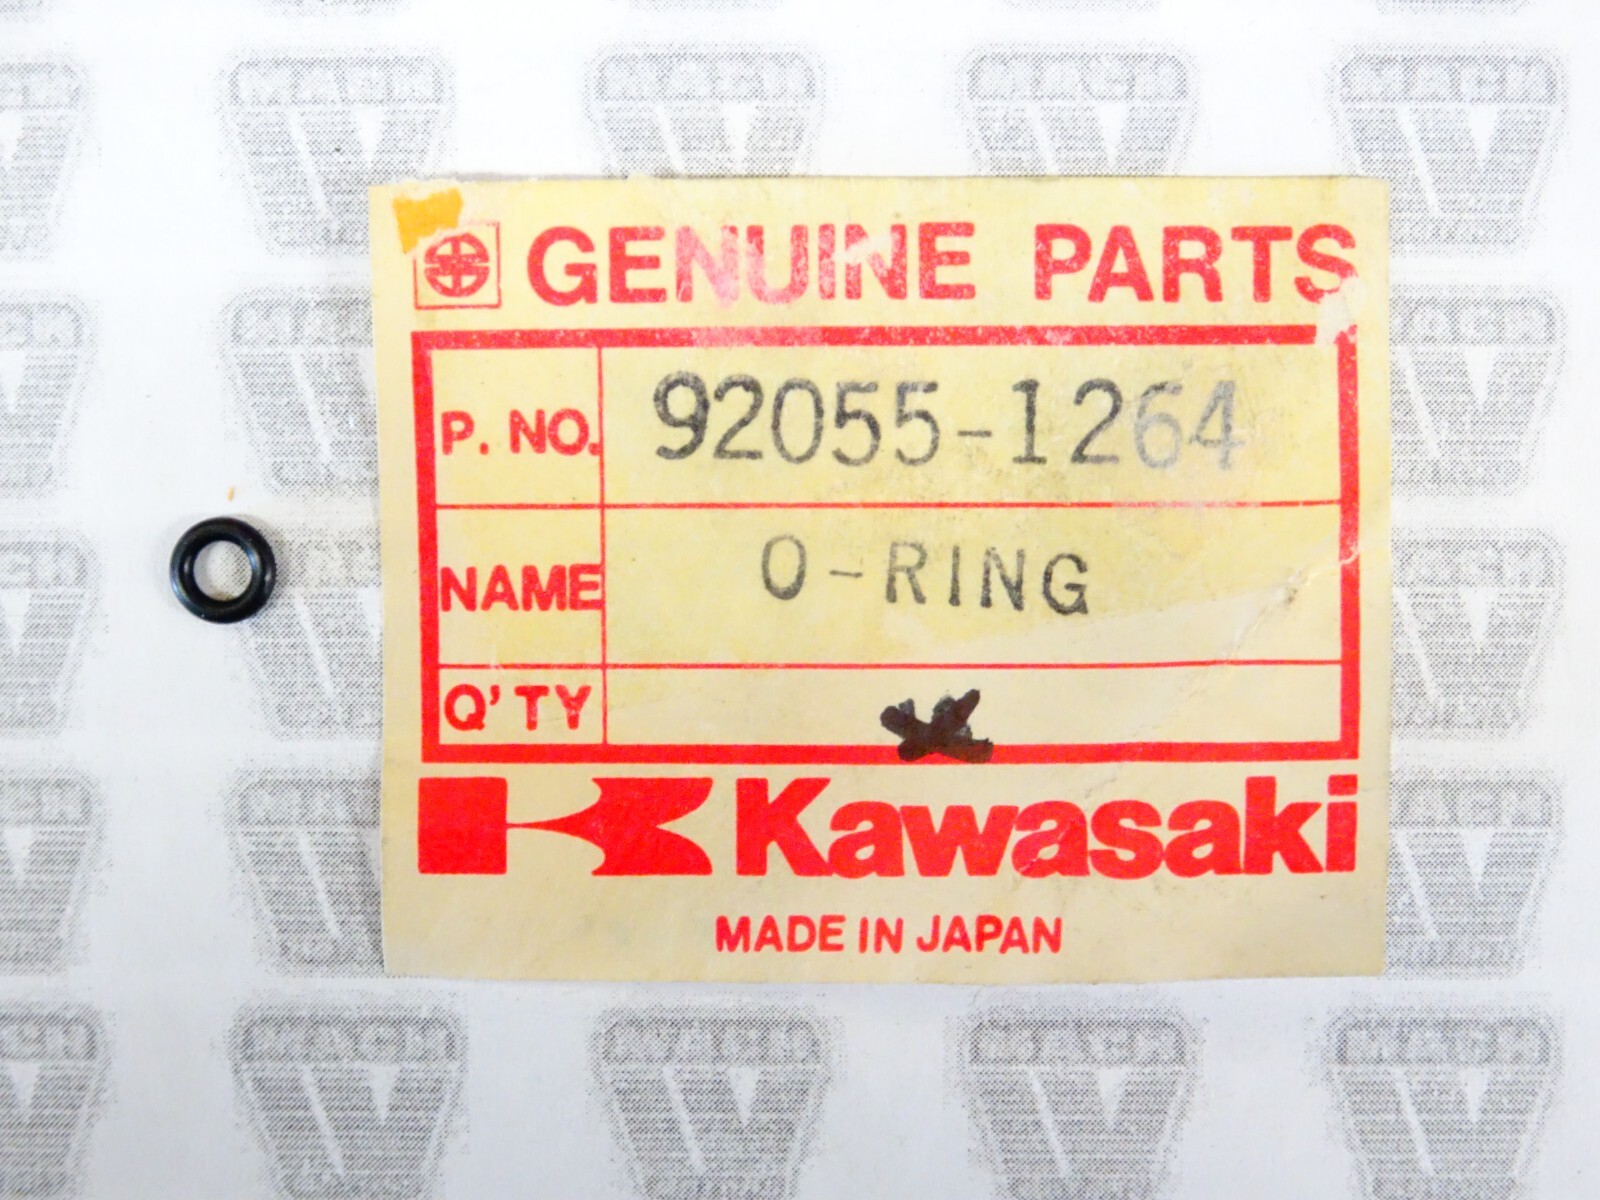 GENUINE PARTS
P. NO. 92055-1264
NAME O-RING
Q'TY
Kawasaki
MADE IN JAPAN